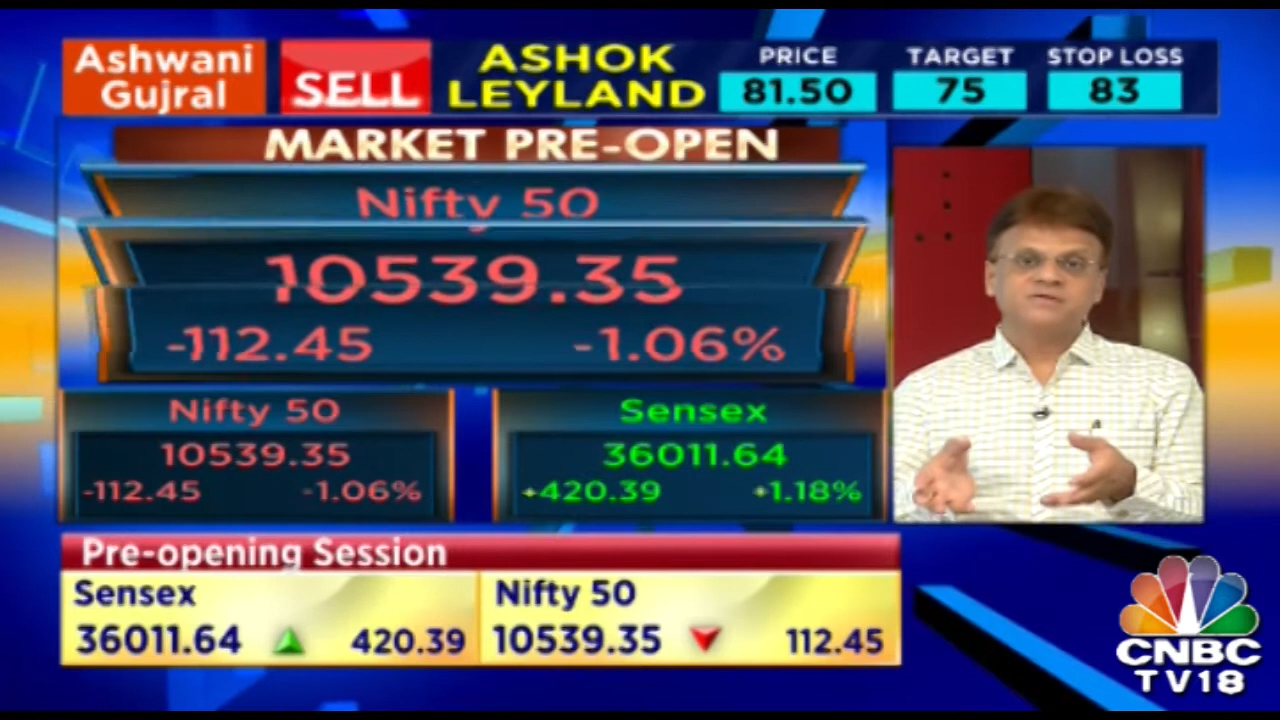 Ashwani
Gujral
SELL
ASHOK
LEYLAND
PRICE
81.50
TARGET
75
STOP LOSS
83
MARKET PRE-OPEN
Nifty 50
10539.35
-112.45 -1.06%
Nifty 50
10539.35
-112.45 -1.06%
Sensex
36011.64
+420.39 +1.18%
Pre-opening Session
Sensex
36011.64 420.39
Nifty 50
10539.35 112.45
CNBC
TV18